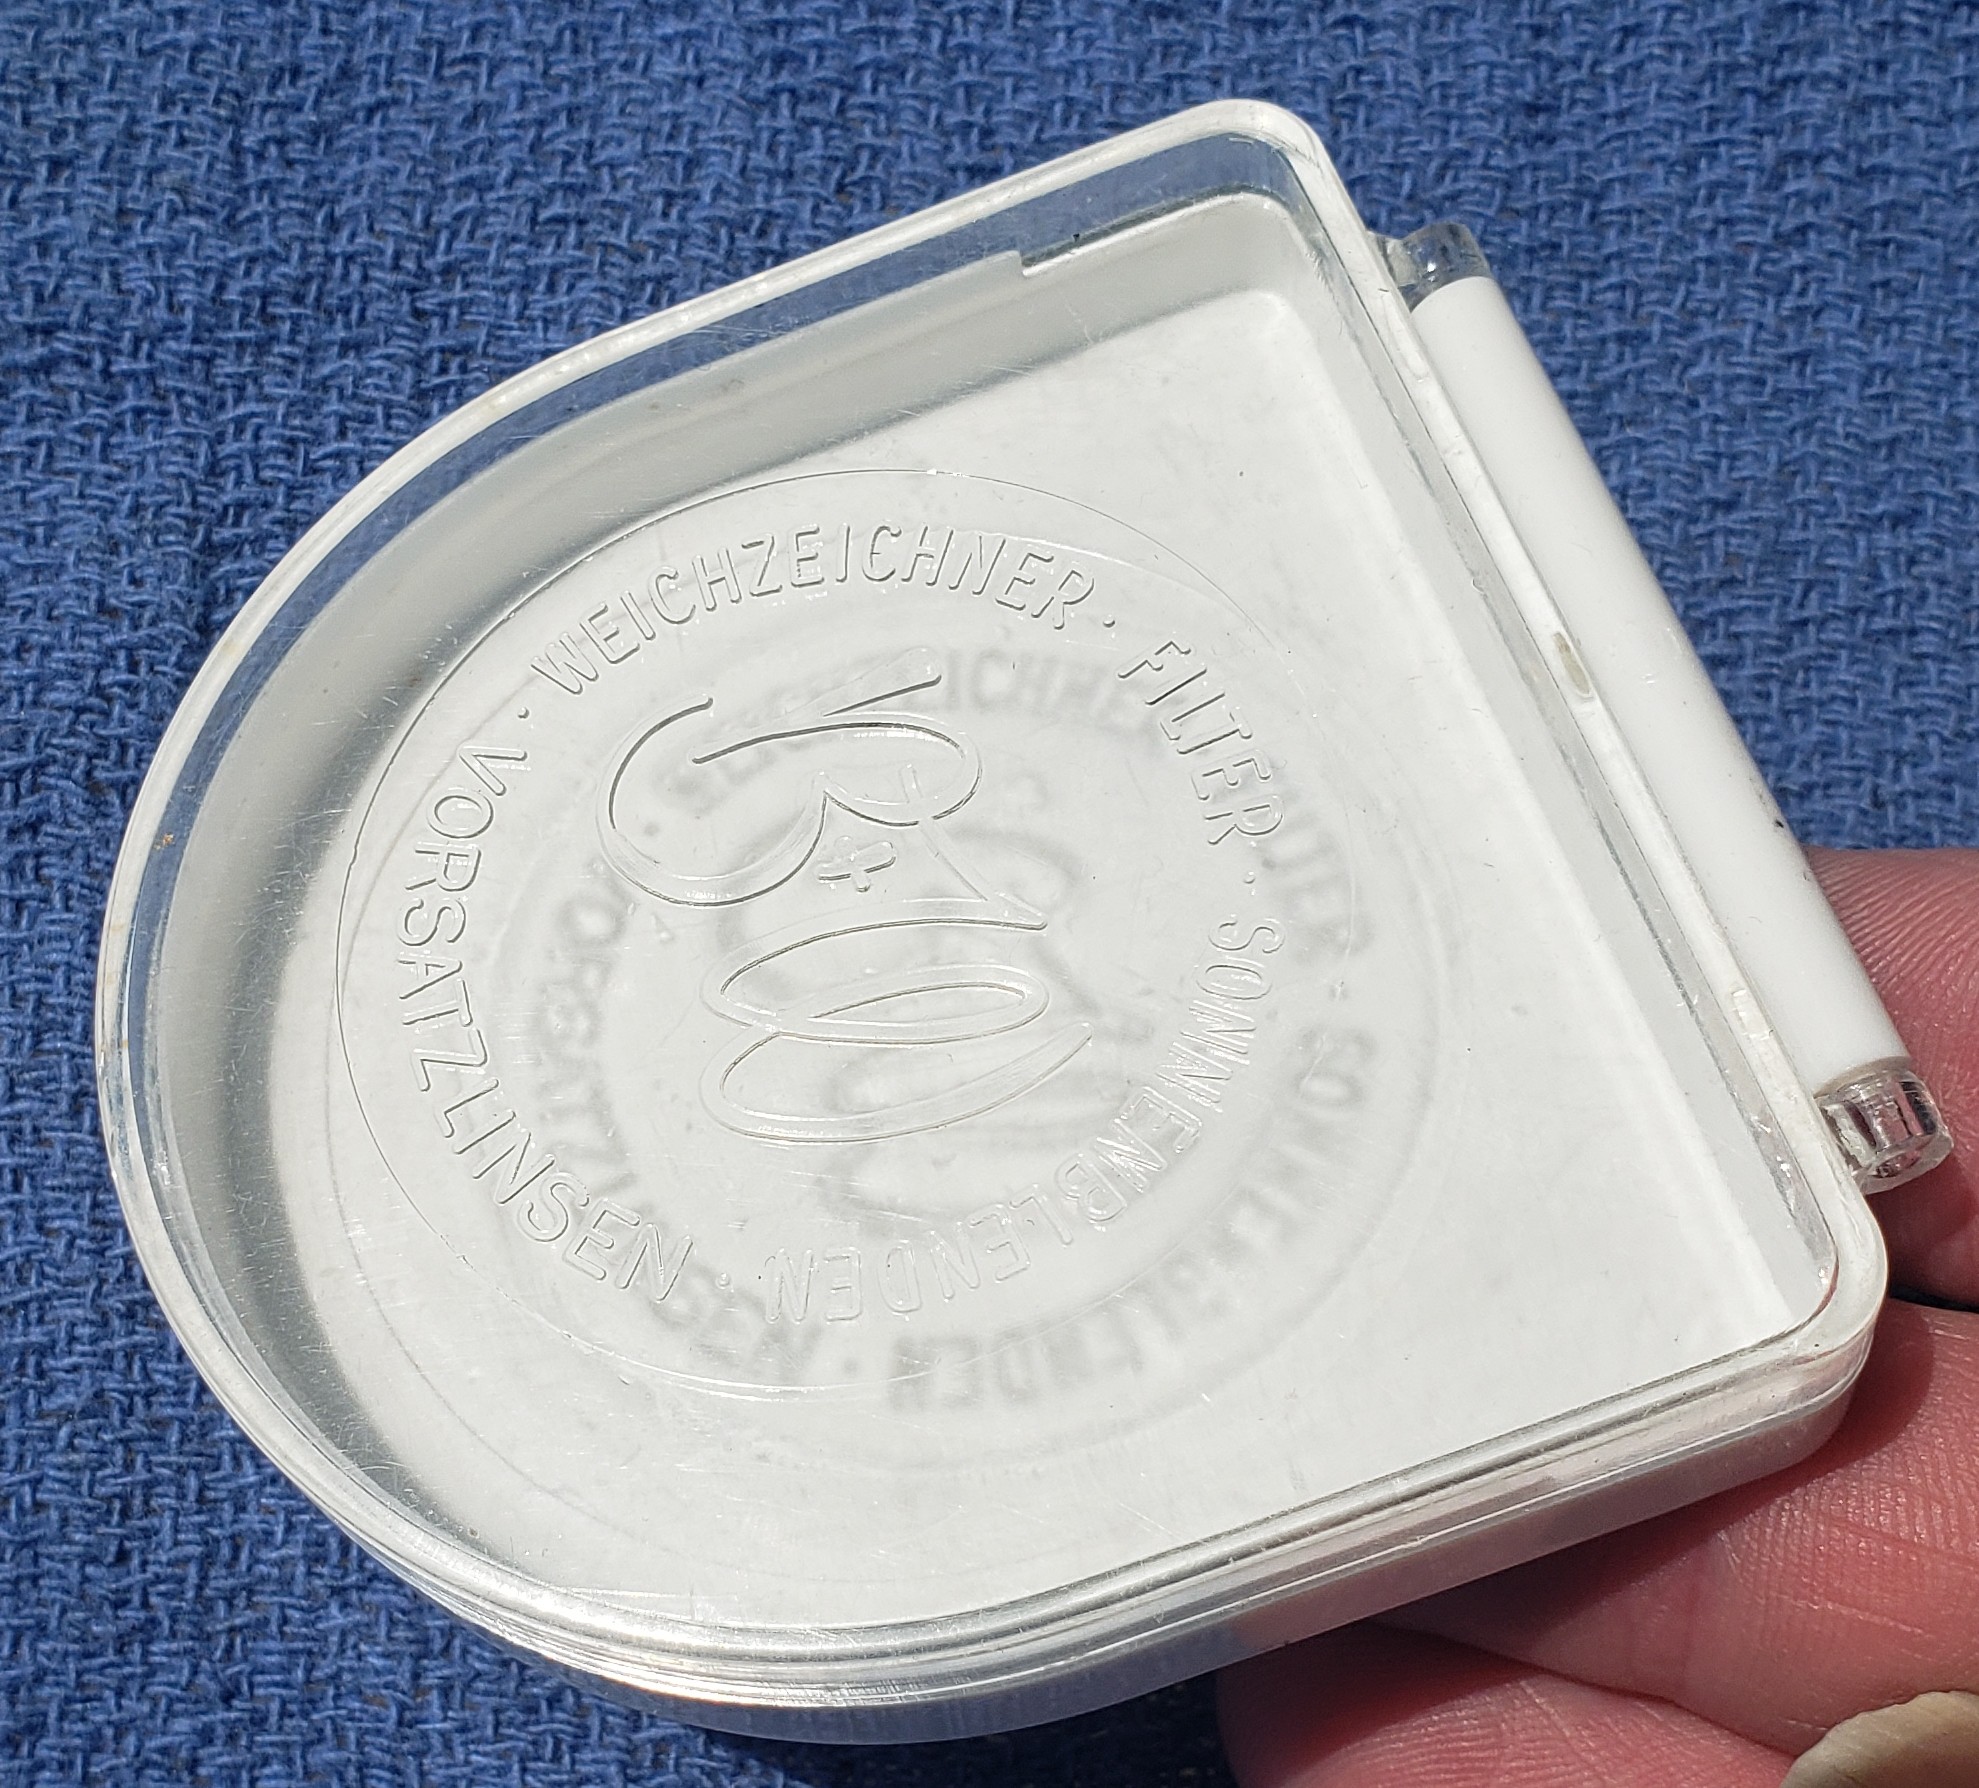 WEICHZEICHNER · FILTER · SONNENBLENDEN · VORSATZLINSEN ·
B+W